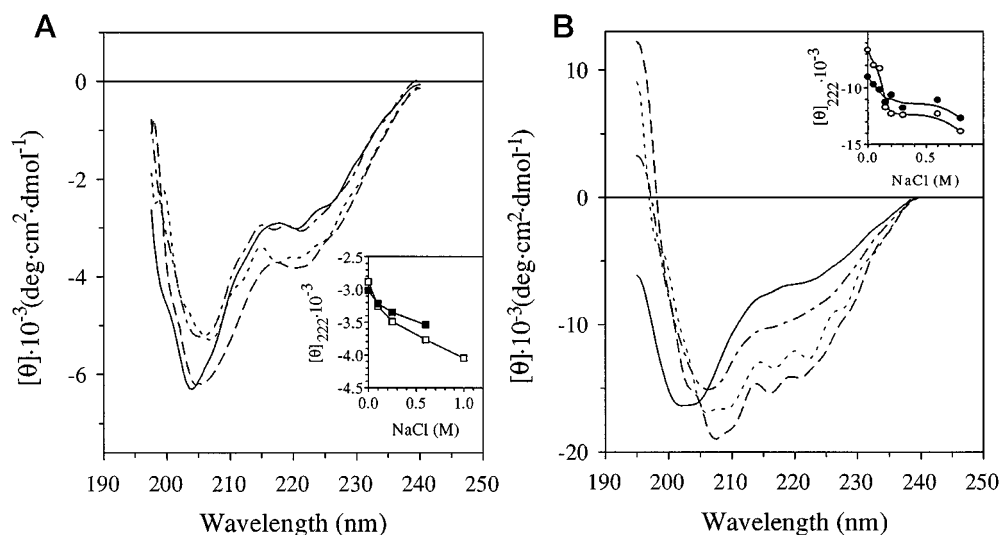 A
[θ]·10⁻³(deg·cm²·dmol⁻¹)
0
-2
-4
-6
190 200 210 220 230 240 250
Wavelength (nm)
[θ]₂₂₂·10⁻³
-2.5
-3.0
-3.5
-4.0
-4.5
0.0 0.5 1.0
NaCl (M)
B
[θ]·10⁻³(deg·cm²·dmol⁻¹)
10
0
-10
-20
190 200 210 220 230 240 250
Wavelength (nm)
[θ]₂₂₂·10⁻³
-10
-15
0.0 0.5
NaCl (M)